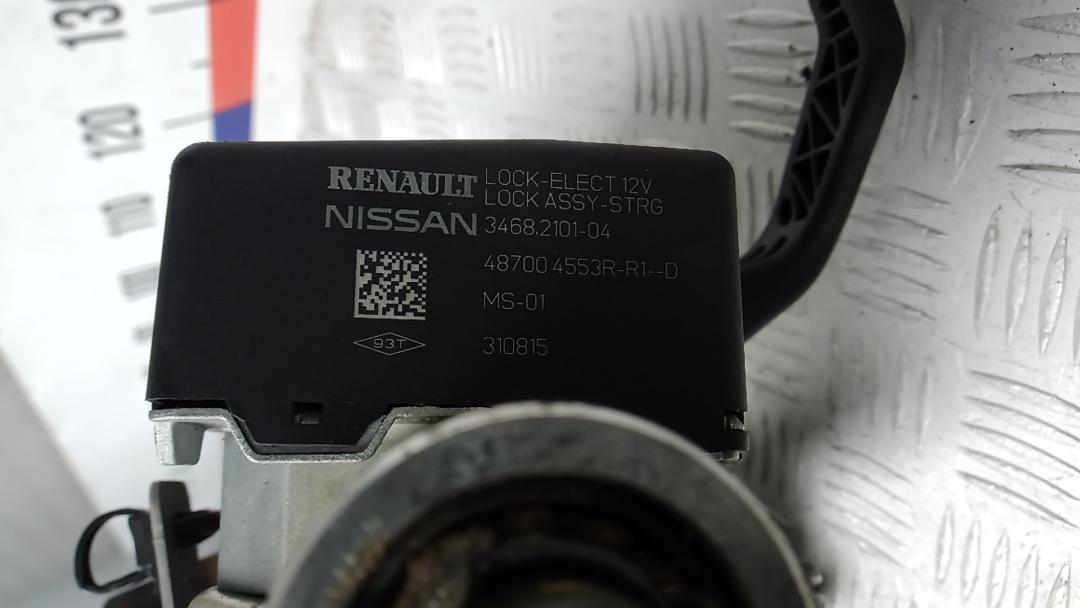 130
120
110
RENAULT LOCK-ELECT 12V
LOCK ASSY-STRG
NISSAN 3468.2101-04
48700 4553R-R1--D
MS-01
93T
310815